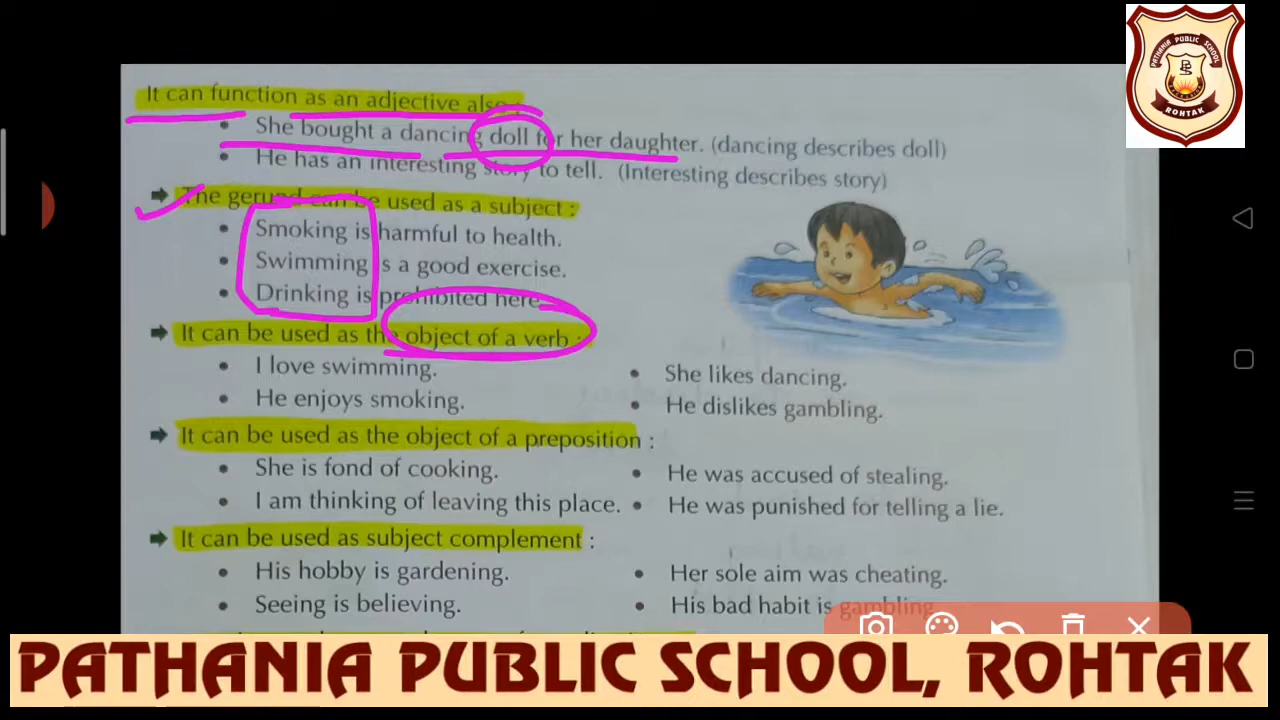 PATHANIA PUBLIC SCHOOL
ROHTAK
It can function as an adjective also :
• She bought a dancing doll for her daughter. (dancing describes doll)
• He has an interesting story to tell. (Interesting describes story)
➡ The gerund can be used as a subject :
• Smoking is harmful to health.
• Swimming is a good exercise.
• Drinking is prohibited here
➡ It can be used as the object of a verb :
• I love swimming.
• She likes dancing.
• He enjoys smoking.
• He dislikes gambling.
➡ It can be used as the object of a preposition :
• She is fond of cooking.
• He was accused of stealing.
• I am thinking of leaving this place.
• He was punished for telling a lie.
➡ It can be used as subject complement :
• His hobby is gardening.
• Her sole aim was cheating.
• Seeing is believing.
• His bad habit is gambling
PATHANIA PUBLIC SCHOOL, ROHTAK